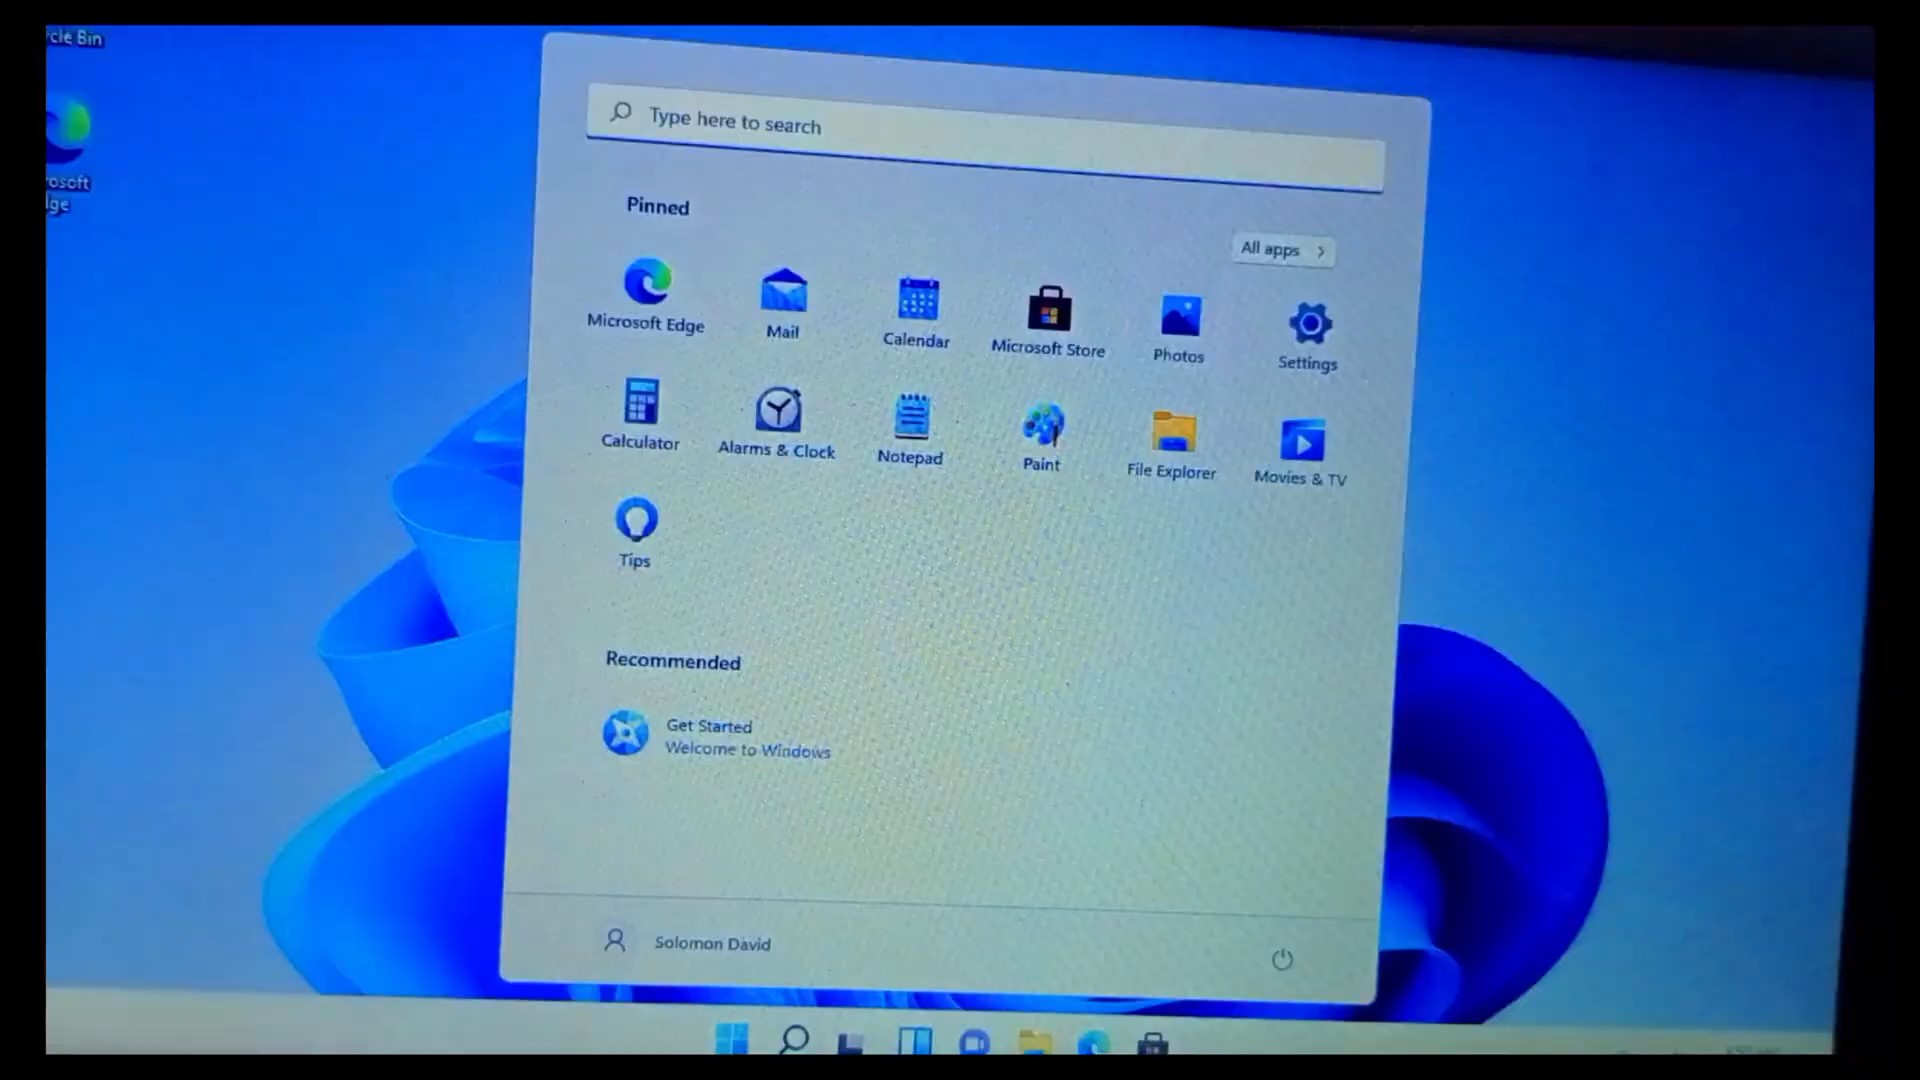 cle Bin
rosoft
lge
Type here to search
Pinned
All apps
Microsoft Edge
Mail
Calendar
Microsoft Store
Photos
Settings
Calculator
Alarms & Clock
Notepad
Paint
File Explorer
Movies & TV
Tips
Recommended
Get Started
Welcome to Windows
Solomon David